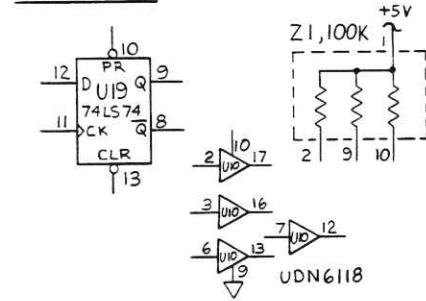 +5V
Z1, 100K
1
10
PR
12 D Q 9
U19
74LS74
11 CK Q 8
CLR
13
2 9 10
10
2 U10 17
3 U10 16
7 U10 12
6 U10 13
9
UDN6118